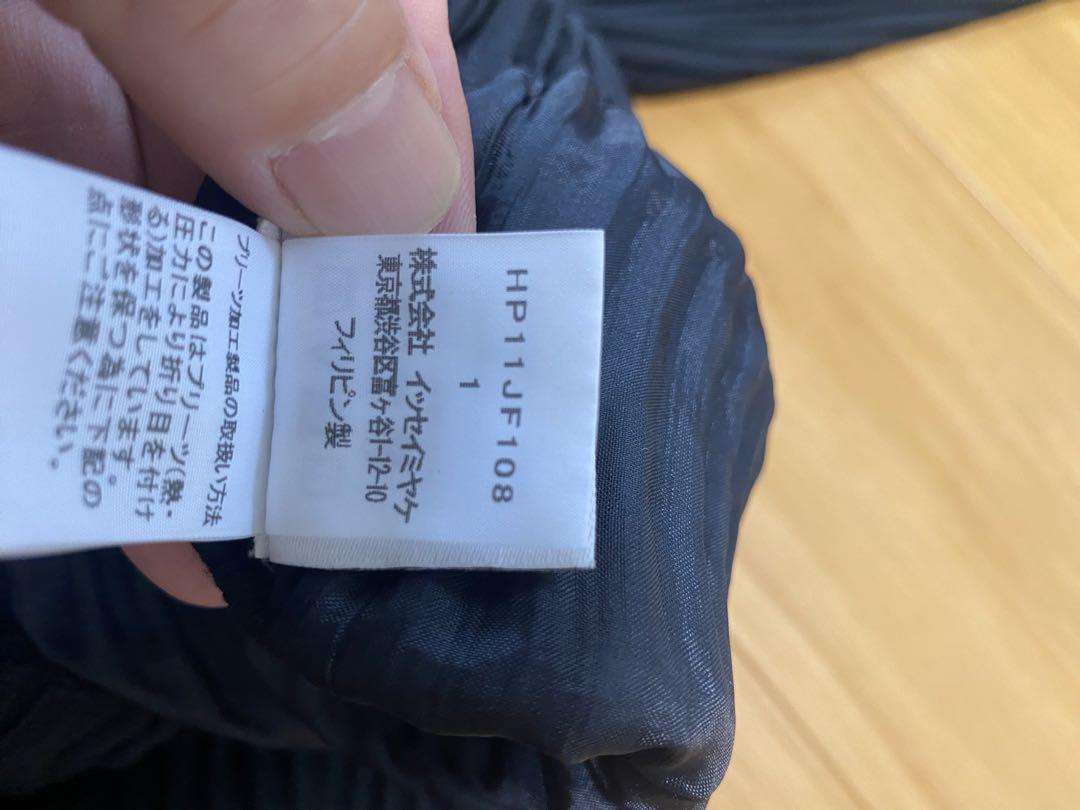 HP11JF108
1
株式会社 イッセイミヤケ
東京都渋谷区富ヶ谷1-12-10
フィリピン製
プリーツ加工製品の取扱い方法
この製品はプリーツ(熱・
圧力により折り目を付け
る)加工をしています。
形状を保つ為に下記の
点にご注意ください。